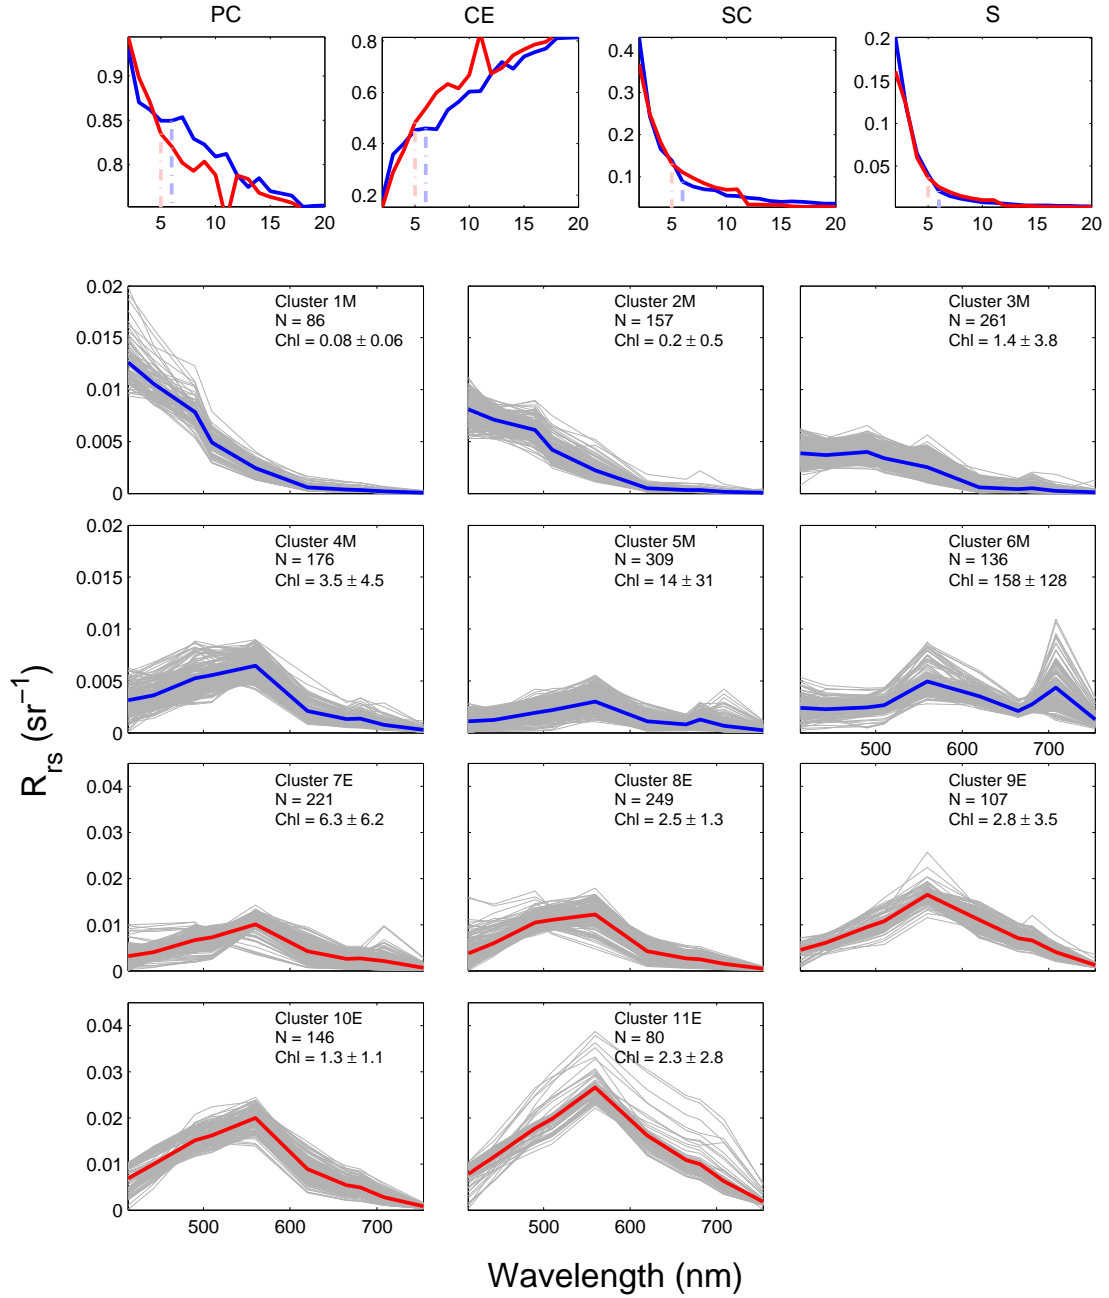 PC CE SC S
0.9 0.85 0.8
5 10 15 20
0.8 0.6 0.4 0.2
5 10 15 20
0.4 0.3 0.2 0.1
5 10 15 20
0.2 0.15 0.1 0.05
5 10 15 20
0.02 0.015 0.01 0.005 0
Cluster 1M
N = 86
Chl = 0.08 ± 0.06
Cluster 2M
N = 157
Chl = 0.2 ± 0.5
Cluster 3M
N = 261
Chl = 1.4 ± 3.8
0.02 0.015 0.01 0.005 0
Cluster 4M
N = 176
Chl = 3.5 ± 4.5
Cluster 5M
N = 309
Chl = 14 ± 31
Cluster 6M
N = 136
Chl = 158 ± 128
500 600 700
R_rs (sr⁻¹)
0.04 0.03 0.02 0.01 0
Cluster 7E
N = 221
Chl = 6.3 ± 6.2
Cluster 8E
N = 249
Chl = 2.5 ± 1.3
Cluster 9E
N = 107
Chl = 2.8 ± 3.5
0.04 0.03 0.02 0.01 0
Cluster 10E
N = 146
Chl = 1.3 ± 1.1
Cluster 11E
N = 80
Chl = 2.3 ± 2.8
500 600 700
500 600 700
Wavelength (nm)